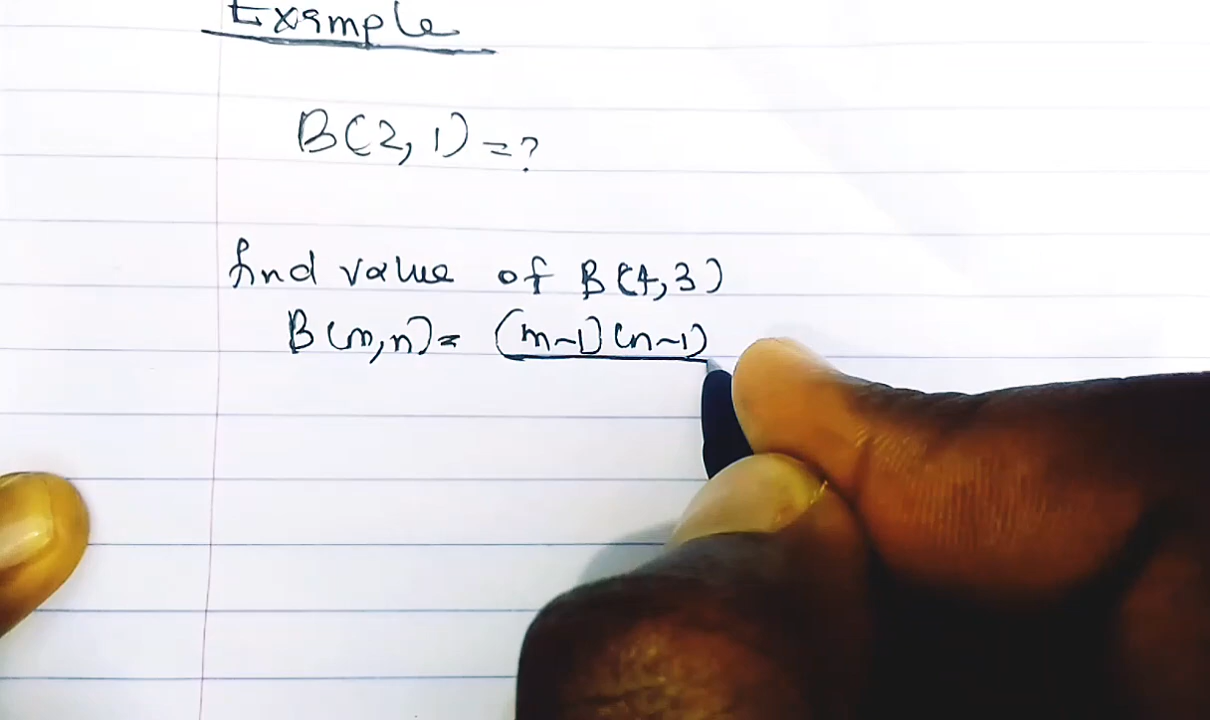 Example
B(2, 1) = ?
find value of B(4,3)
B(m,n) = (m-1)(n-1)